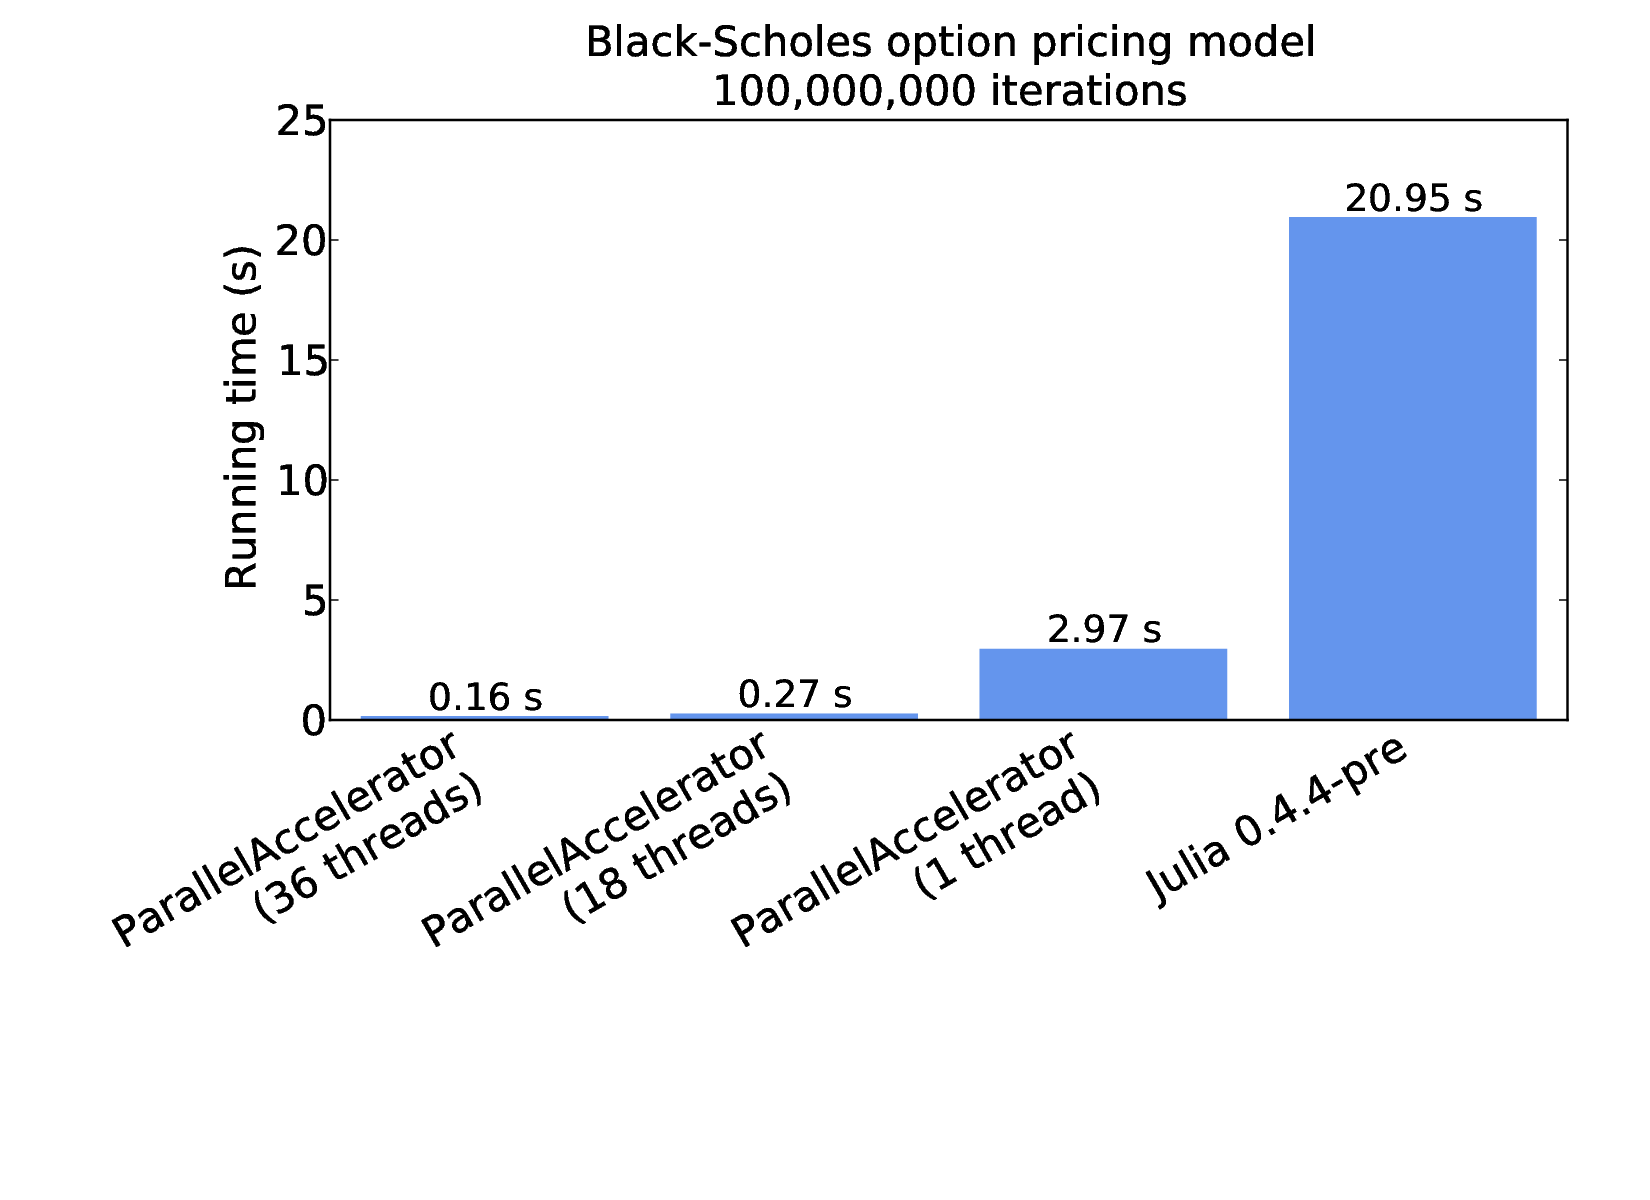 Black-Scholes option pricing model
100,000,000 iterations
25
20
15
10
5
0
Running time (s)
0.16 s
0.27 s
2.97 s
20.95 s
ParallelAccelerator
(36 threads)
ParallelAccelerator
(18 threads)
ParallelAccelerator
(1 thread)
Julia 0.4.4-pre